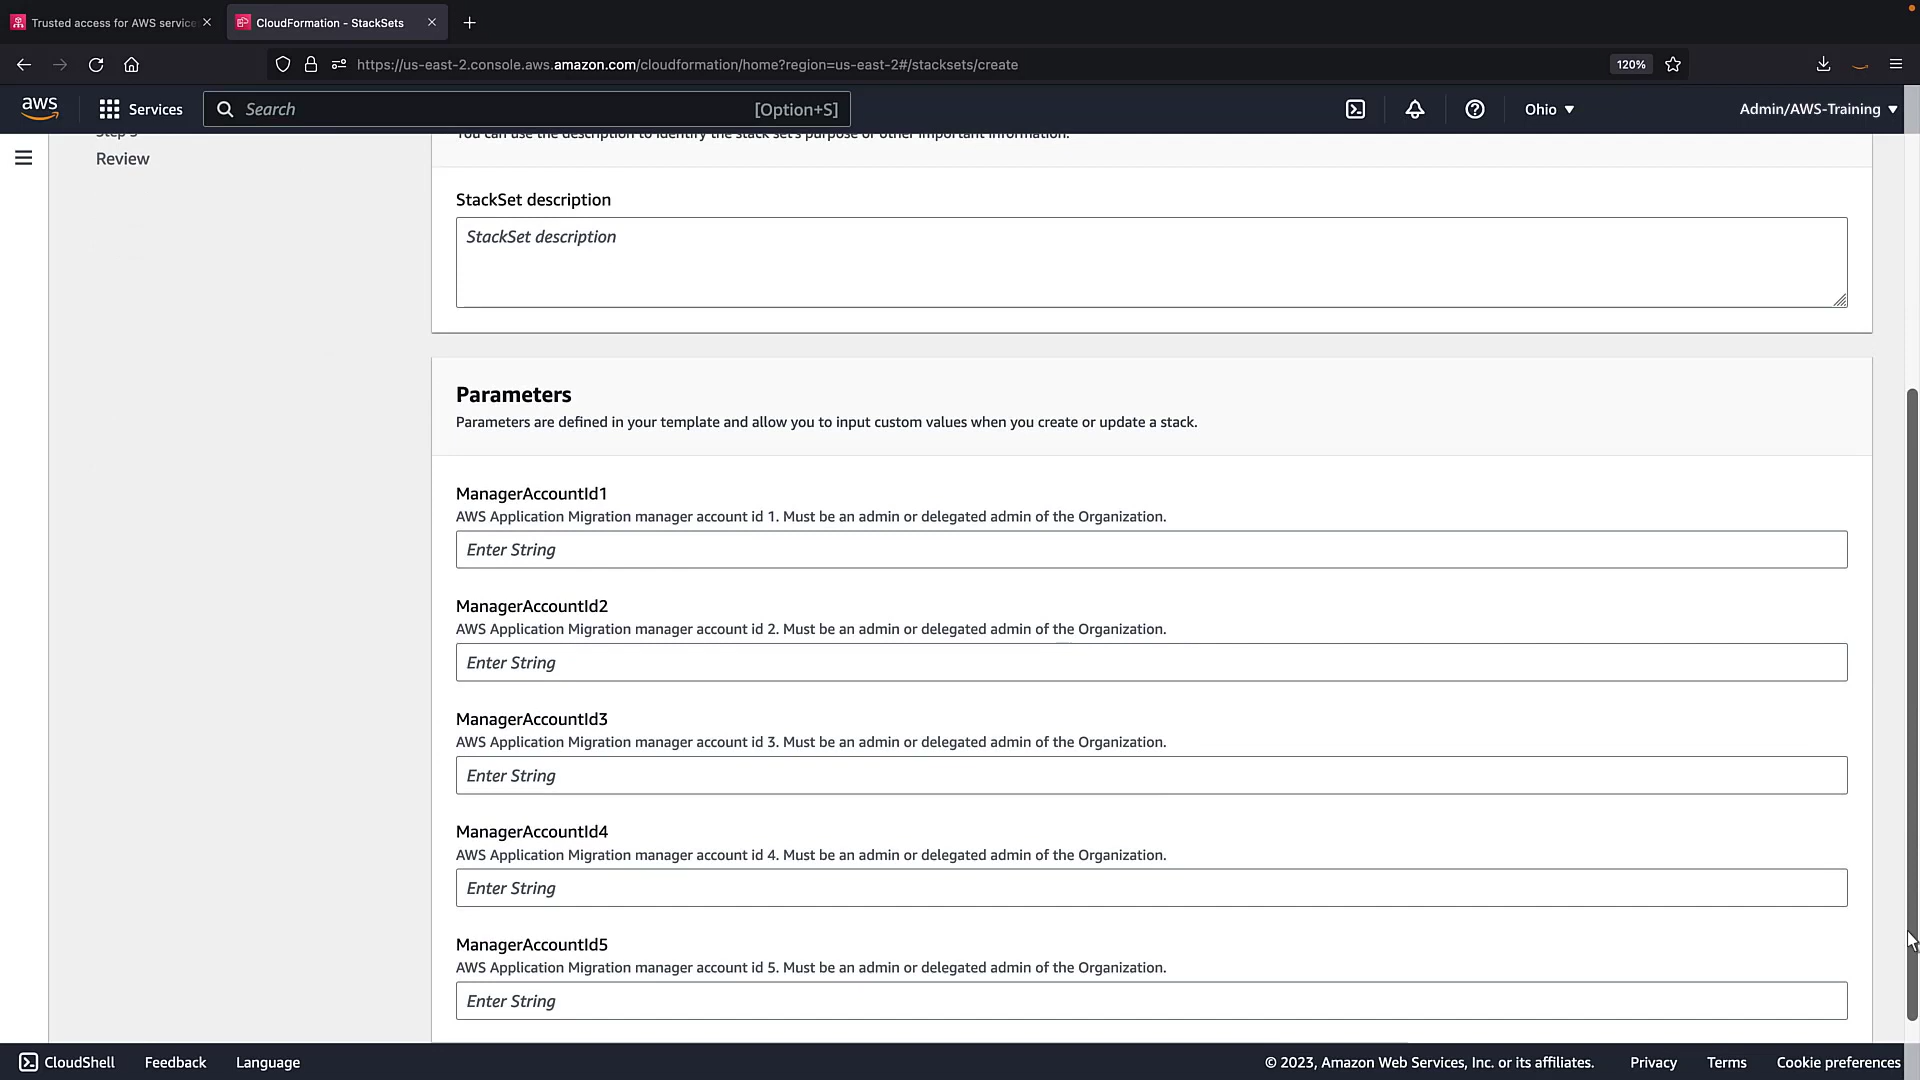 Trusted access for AWS service
CloudFormation - StackSets
https://us-east-2.console.aws.amazon.com/cloudformation/home?region=us-east-2#/stacksets/create
120%
aws
Services
Search
[Option+S]
Ohio
Admin/AWS-Training
Step 5
You can use the description to identify the stack set's purpose or other important information.
Review
StackSet description
StackSet description
Parameters
Parameters are defined in your template and allow you to input custom values when you create or update a stack.
ManagerAccountId1
AWS Application Migration manager account id 1. Must be an admin or delegated admin of the Organization.
Enter String
ManagerAccountId2
AWS Application Migration manager account id 2. Must be an admin or delegated admin of the Organization.
Enter String
ManagerAccountId3
AWS Application Migration manager account id 3. Must be an admin or delegated admin of the Organization.
Enter String
ManagerAccountId4
AWS Application Migration manager account id 4. Must be an admin or delegated admin of the Organization.
Enter String
ManagerAccountId5
AWS Application Migration manager account id 5. Must be an admin or delegated admin of the Organization.
Enter String
CloudShell
Feedback
Language
© 2023, Amazon Web Services, Inc. or its affiliates.
Privacy
Terms
Cookie preferences